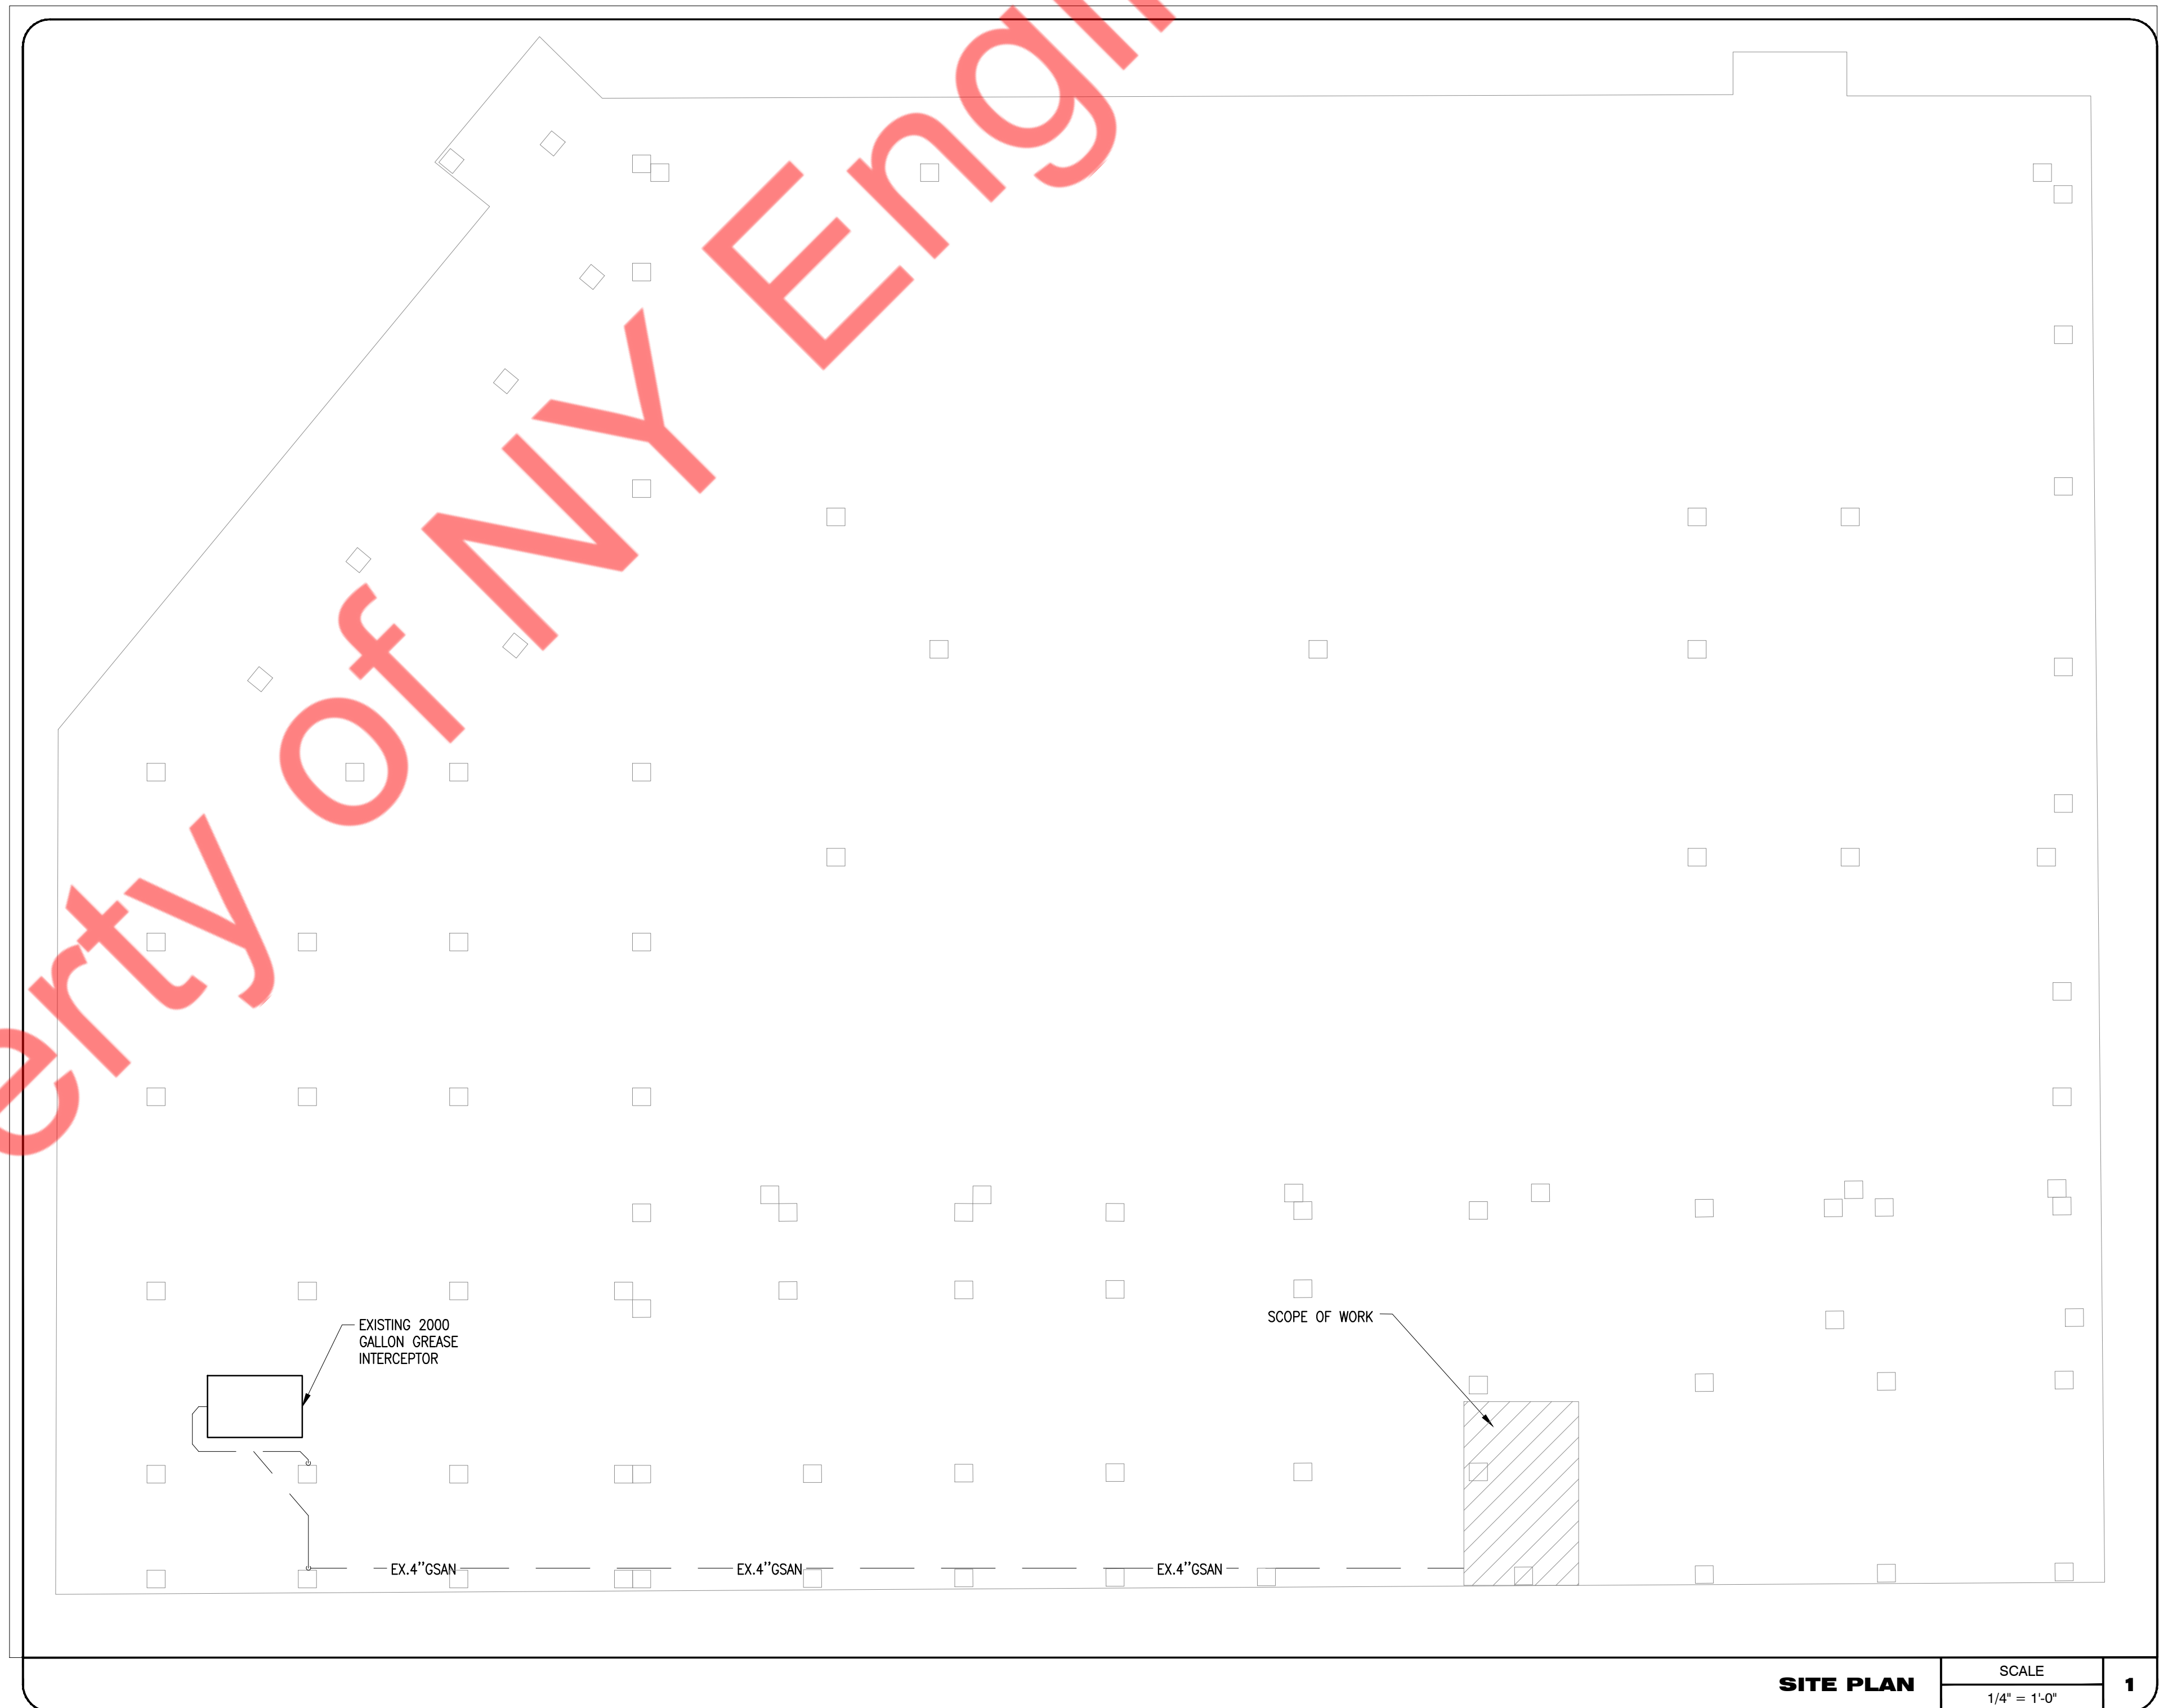 erty of NY Engi
EXISTING 2000
GALLON GREASE
INTERCEPTOR
SCOPE OF WORK
EX.4''GSAN
EX.4''GSAN
EX.4''GSAN
SITE PLAN
SCALE
1/4" = 1'-0"
1